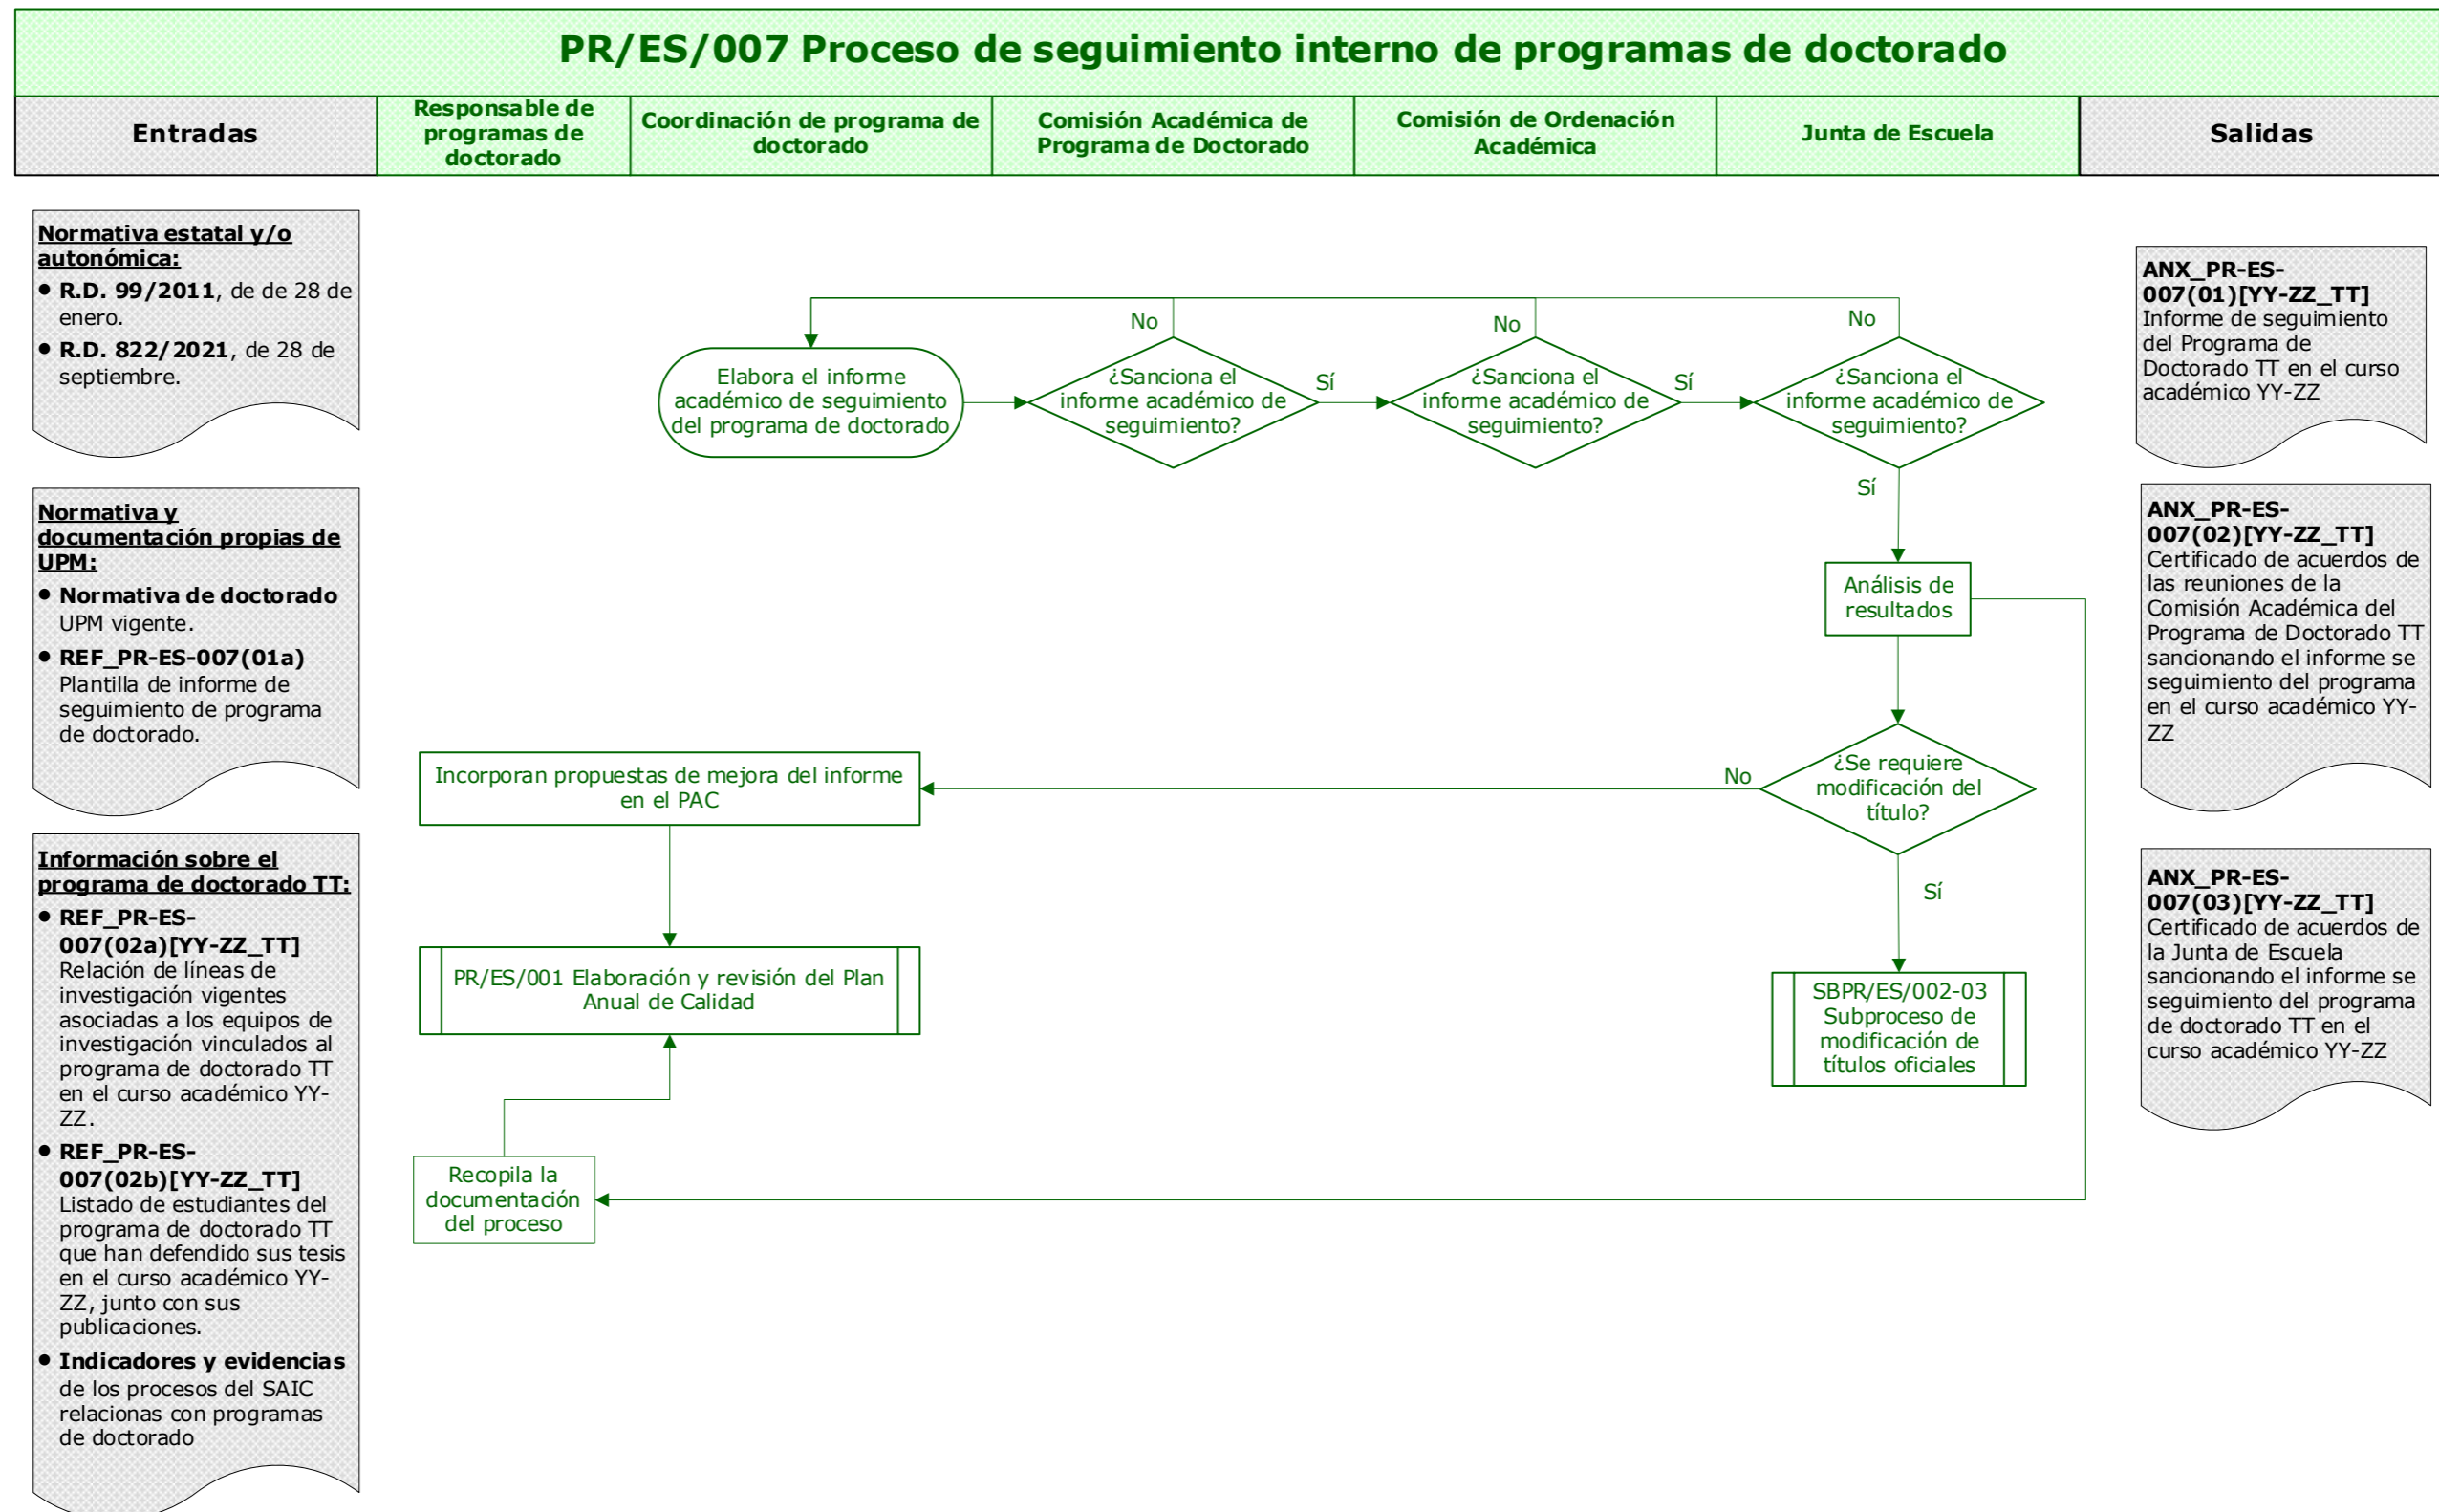 PR/ES/007 Proceso de seguimiento interno de programas de doctorado
Entradas
Responsable de
programas de
doctorado
Coordinación de programa de
doctorado
Comisión Académica de
Programa de Doctorado
Comisión de Ordenación
Académica
Junta de Escuela
Salidas
Normativa estatal y/o
autonómica:
• R.D. 99/2011, de de 28 de
enero.
• R.D. 822/2021, de 28 de
septiembre.
Normativa y
documentación propias de
UPM:
• Normativa de doctorado
UPM vigente.
• REF_PR-ES-007(01a)
Plantilla de informe de
seguimiento de programa
de doctorado.
Información sobre el
programa de doctorado TT:
• REF_PR-ES-
007(02a)[YY-ZZ_TT]
Relación de líneas de
investigación vigentes
asociadas a los equipos de
investigación vinculados al
programa de doctorado TT
en el curso académico YY-
ZZ.
• REF_PR-ES-
007(02b)[YY-ZZ_TT]
Listado de estudiantes del
programa de doctorado TT
que han defendido sus tesis
en el curso académico YY-
ZZ, junto con sus
publicaciones.
• Indicadores y evidencias
de los procesos del SAIC
relacionas con programas
de doctorado
Elabora el informe
académico de seguimiento
del programa de doctorado
No
¿Sanciona el
informe académico de
seguimiento?
Sí
No
¿Sanciona el
informe académico de
seguimiento?
Sí
No
¿Sanciona el
informe académico de
seguimiento?
Sí
Análisis de
resultados
¿Se requiere
modificación del
título?
No
Sí
Incorporan propuestas de mejora del informe
en el PAC
PR/ES/001 Elaboración y revisión del Plan
Anual de Calidad
SBPR/ES/002-03
Subproceso de
modificación de
títulos oficiales
Recopila la
documentación
del proceso
ANX_PR-ES-
007(01)[YY-ZZ_TT]
Informe de seguimiento
del Programa de
Doctorado TT en el curso
académico YY-ZZ
ANX_PR-ES-
007(02)[YY-ZZ_TT]
Certificado de acuerdos de
las reuniones de la
Comisión Académica del
Programa de Doctorado TT
sancionando el informe se
seguimiento del programa
en el curso académico YY-
ZZ
ANX_PR-ES-
007(03)[YY-ZZ_TT]
Certificado de acuerdos de
la Junta de Escuela
sancionando el informe se
seguimiento del programa
de doctorado TT en el
curso académico YY-ZZ